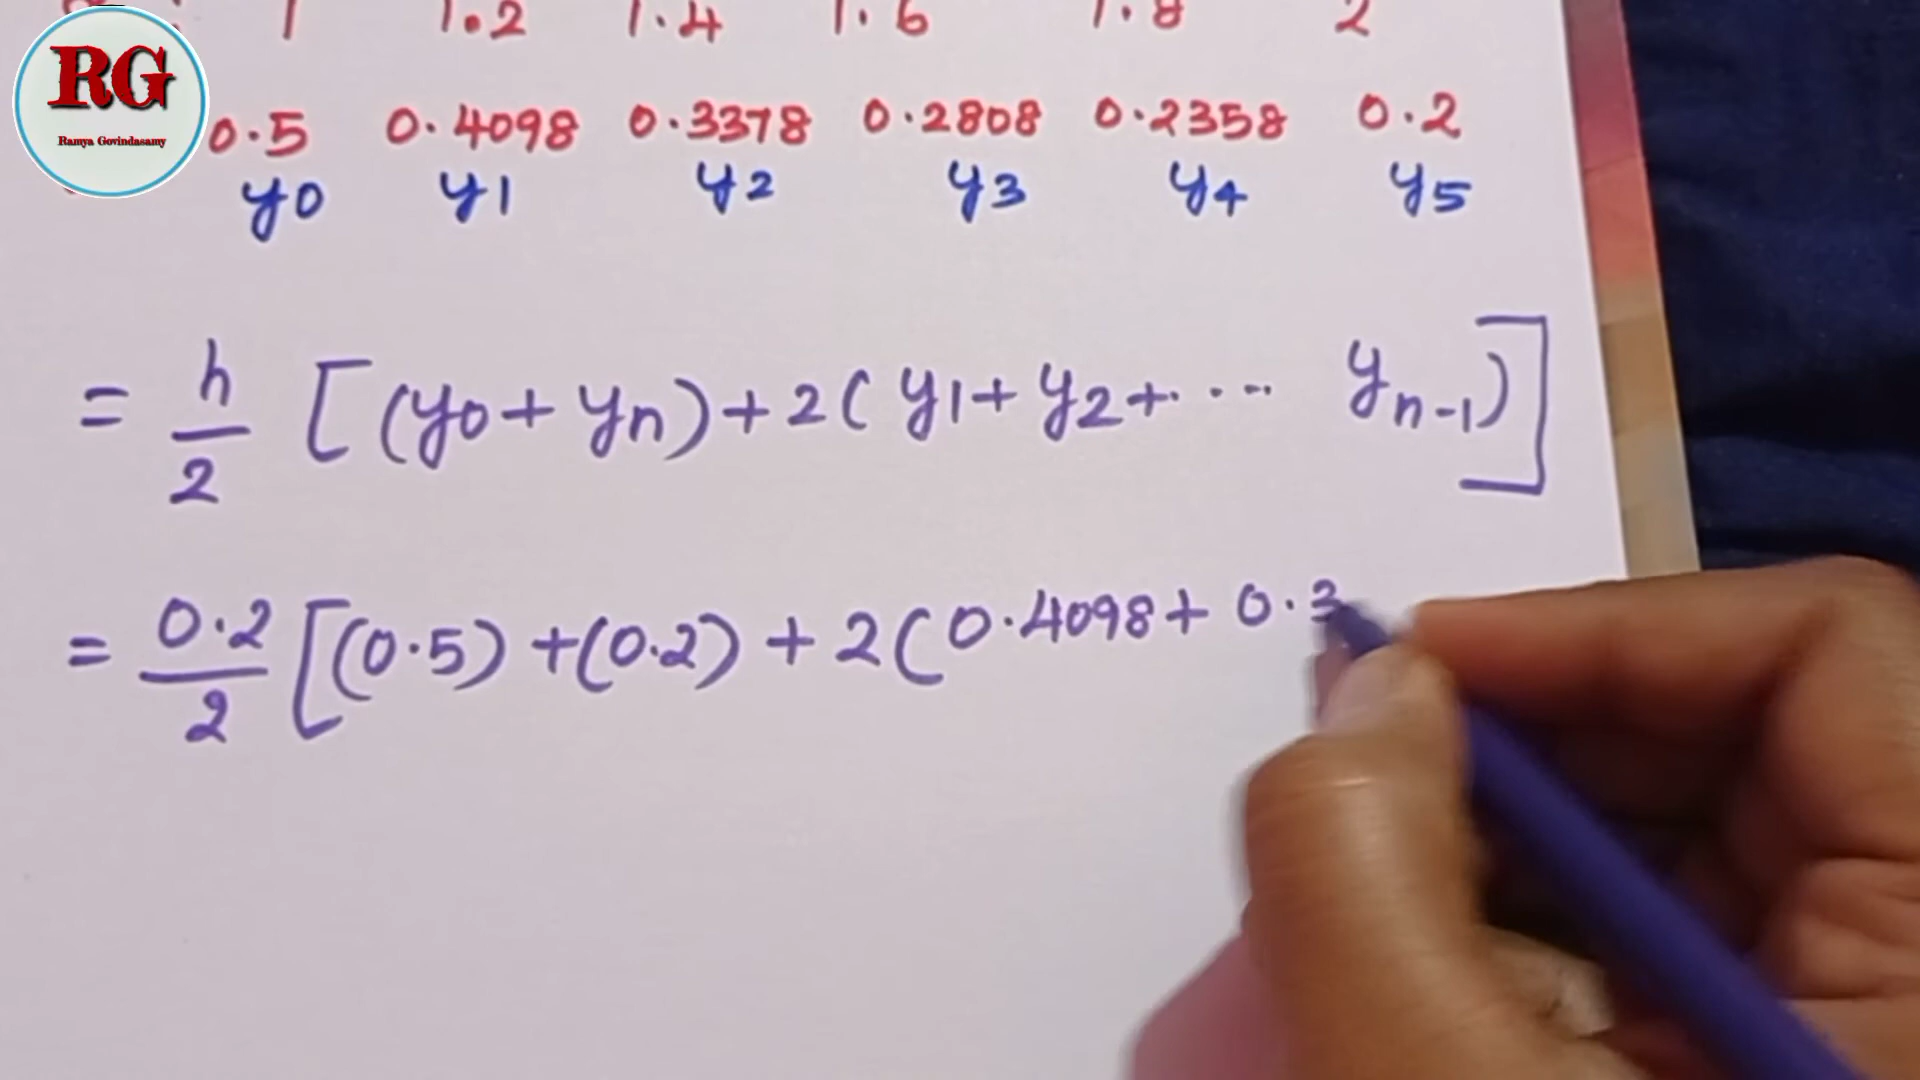 1 1.2 1.4 1.6 1.8 2
RG
Ramya Govindasamy
0.5 0.4098 0.3378 0.2808 0.2358 0.2
y0 y1 y2 y3 y4 y5
= h/2 [(y0 + yn) + 2(y1 + y2 + ... yn-1)]
= 0.2/2 [(0.5) + (0.2) + 2(0.4098 + 0.3